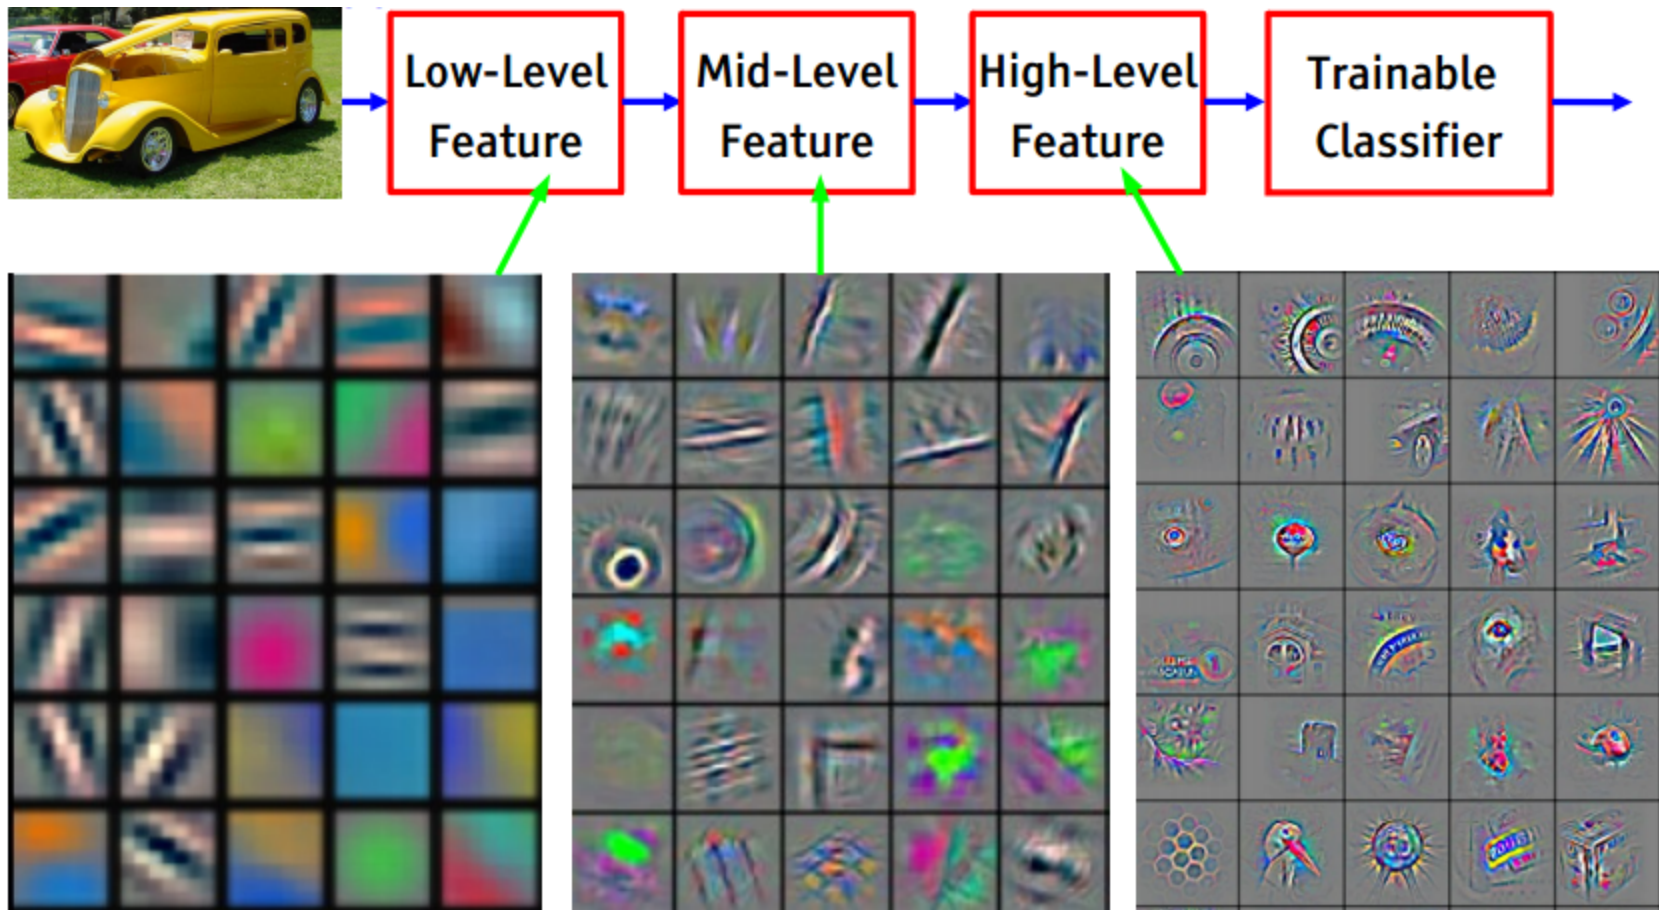 Low-Level
Feature
Mid-Level
Feature
High-Level
Feature
Trainable
Classifier